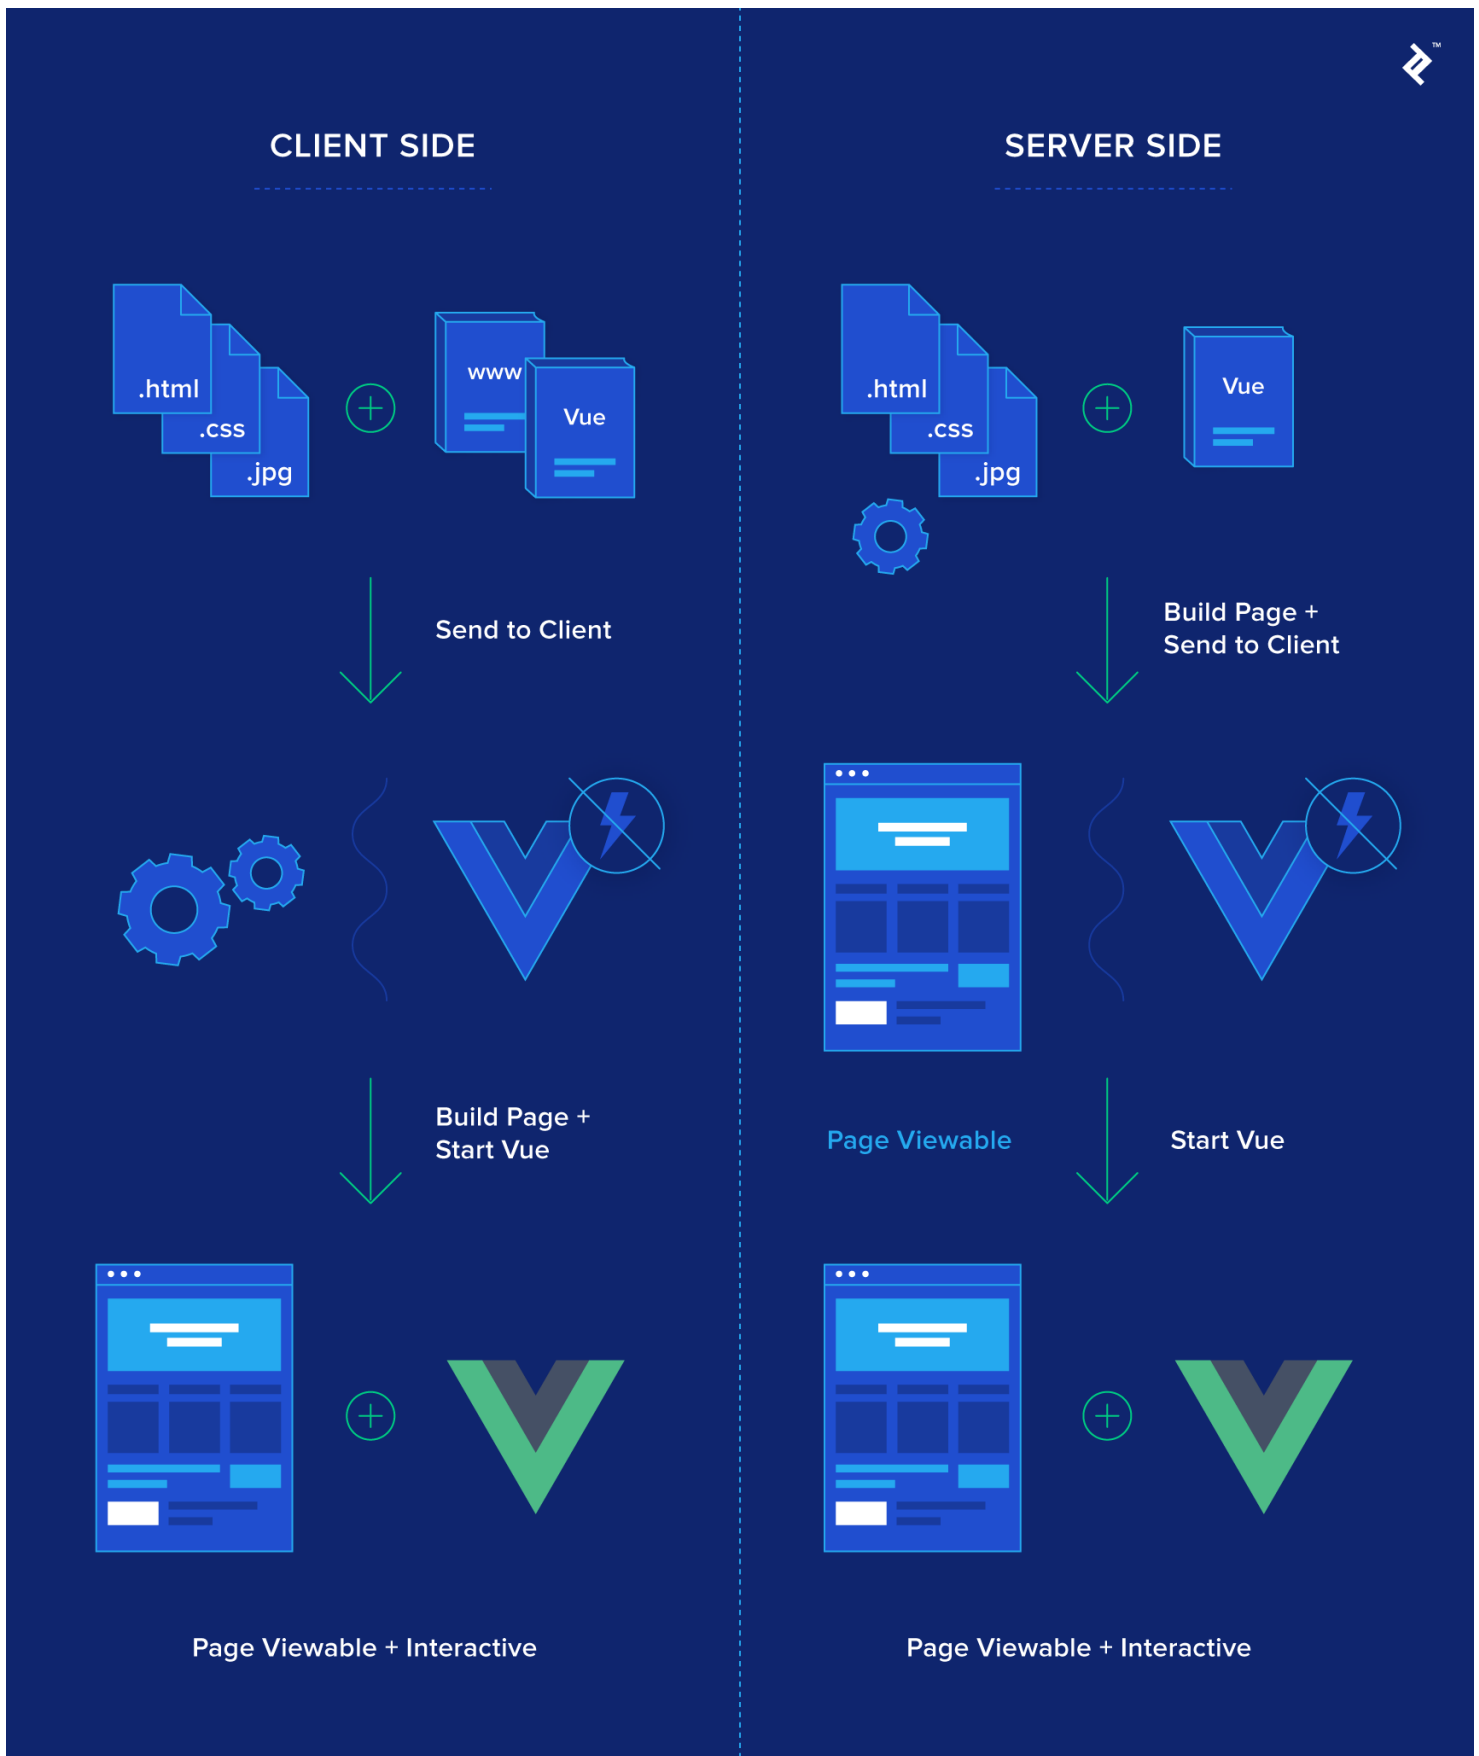 CLIENT SIDE
.html
.css
.jpg
www
Vue
Send to Client
Build Page +
Start Vue
Page Viewable + Interactive
SERVER SIDE
.html
.css
.jpg
Vue
Build Page +
Send to Client
Page Viewable
Start Vue
Page Viewable + Interactive
TM